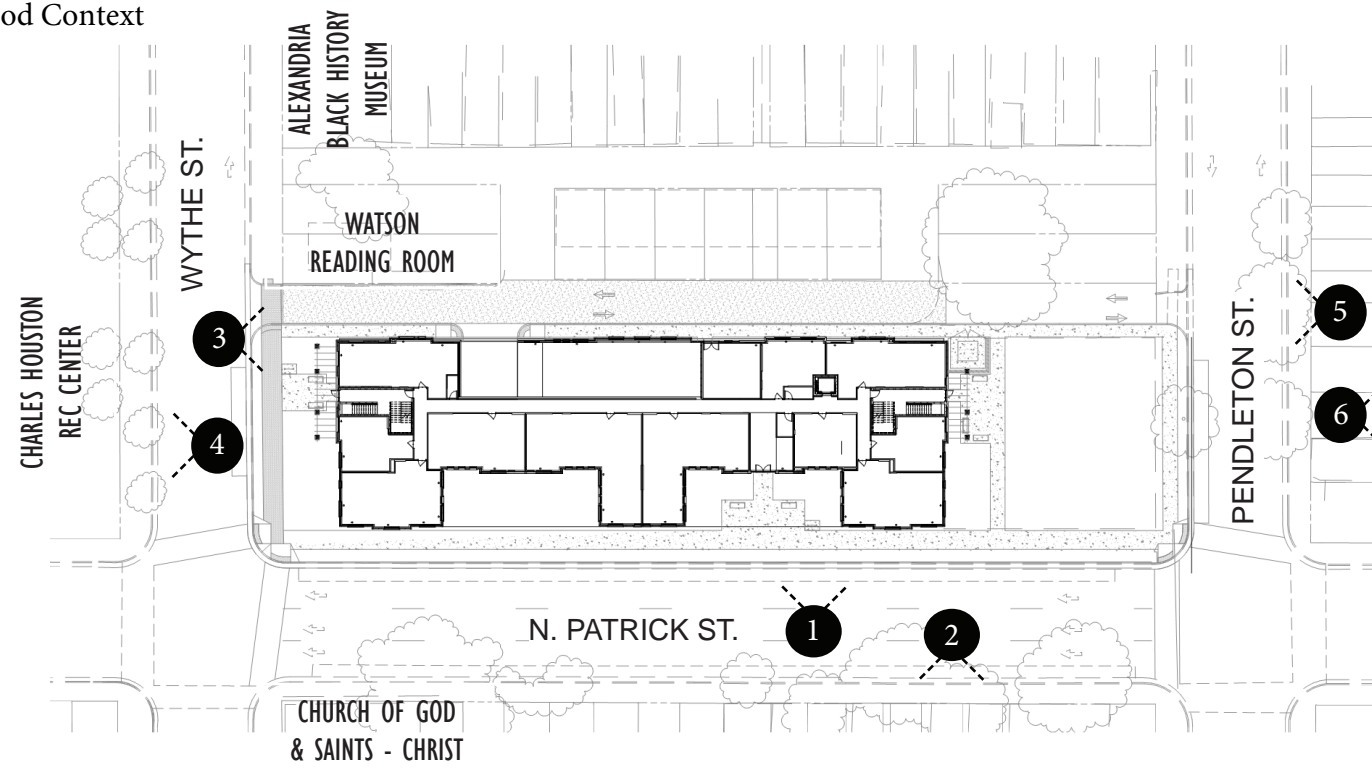 od Context
ALEXANDRIA
BLACK HISTORY
MUSEUM
WYTHE ST.
WATSON
READING ROOM
CHARLES HOUSTON
REC CENTER
3
4
5
6
PENDLETON ST.
N. PATRICK ST.
1
2
CHURCH OF GOD
& SAINTS - CHRIST